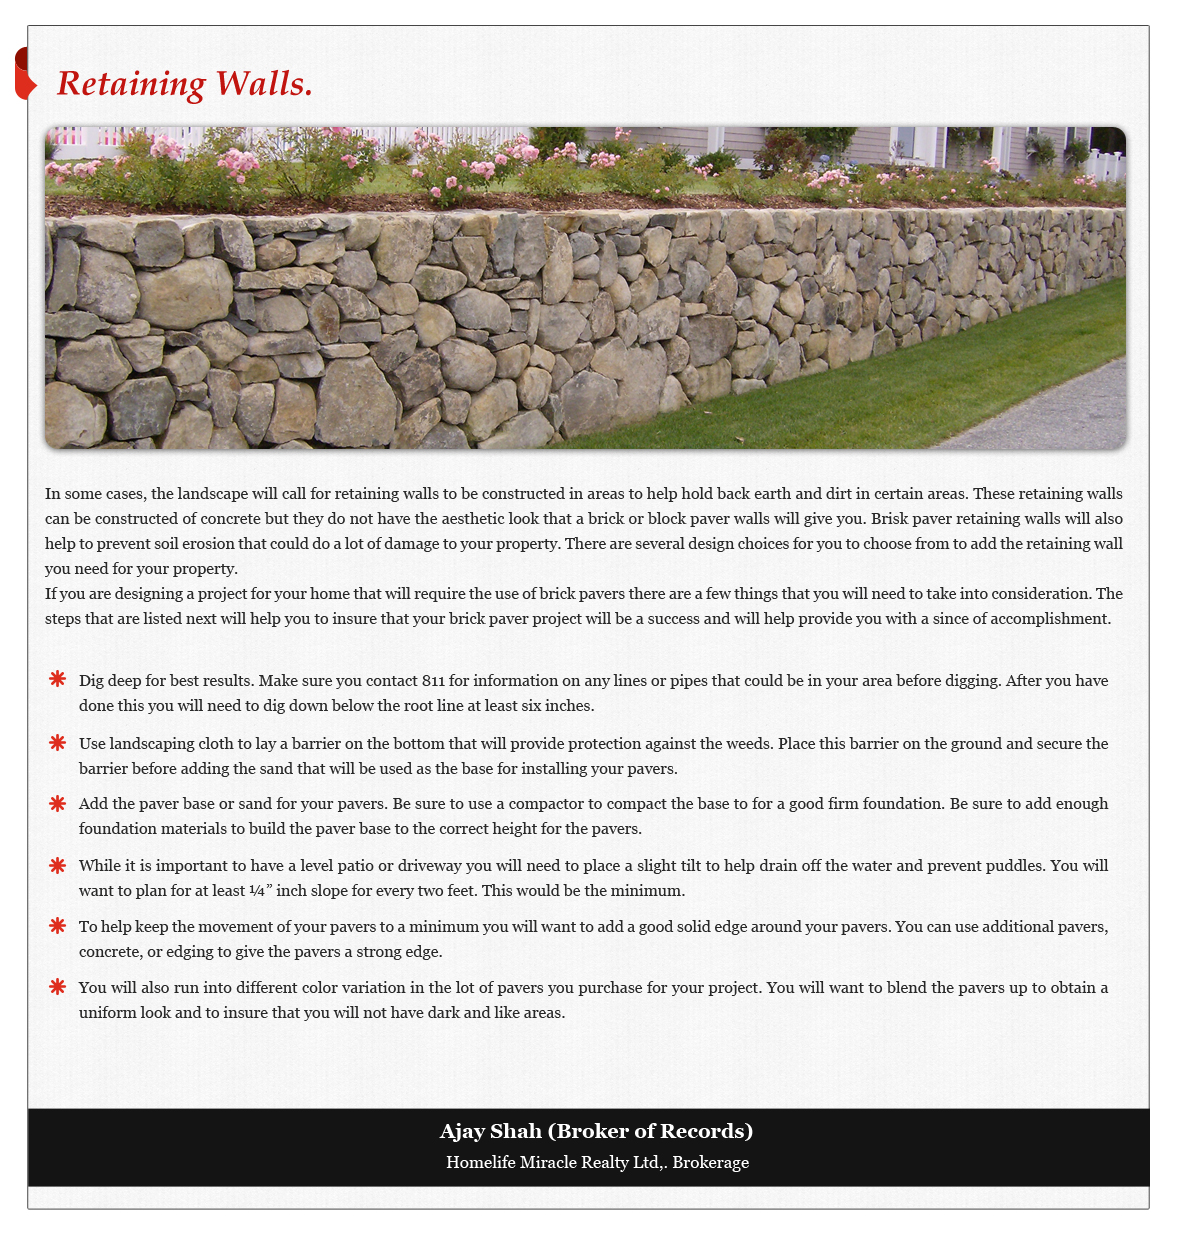 Retaining Walls.
In some cases, the landscape will call for retaining walls to be constructed in areas to help hold back earth and dirt in certain areas. These retaining walls
can be constructed of concrete but they do not have the aesthetic look that a brick or block paver walls will give you. Brisk paver retaining walls will also
help to prevent soil erosion that could do a lot of damage to your property. There are several design choices for you to choose from to add the retaining wall
you need for your property.
If you are designing a project for your home that will require the use of brick pavers there are a few things that you will need to take into consideration. The
steps that are listed next will help you to insure that your brick paver project will be a success and will help provide you with a since of accomplishment.
Dig deep for best results. Make sure you contact 811 for information on any lines or pipes that could be in your area before digging. After you have
done this you will need to dig down below the root line at least six inches.
Use landscaping cloth to lay a barrier on the bottom that will provide protection against the weeds. Place this barrier on the ground and secure the
barrier before adding the sand that will be used as the base for installing your pavers.
Add the paver base or sand for your pavers. Be sure to use a compactor to compact the base to for a good firm foundation. Be sure to add enough
foundation materials to build the paver base to the correct height for the pavers.
While it is important to have a level patio or driveway you will need to place a slight tilt to help drain off the water and prevent puddles. You will
want to plan for at least ¼” inch slope for every two feet. This would be the minimum.
To help keep the movement of your pavers to a minimum you will want to add a good solid edge around your pavers. You can use additional pavers,
concrete, or edging to give the pavers a strong edge.
You will also run into different color variation in the lot of pavers you purchase for your project. You will want to blend the pavers up to obtain a
uniform look and to insure that you will not have dark and like areas.
Ajay Shah (Broker of Records)
Homelife Miracle Realty Ltd,. Brokerage